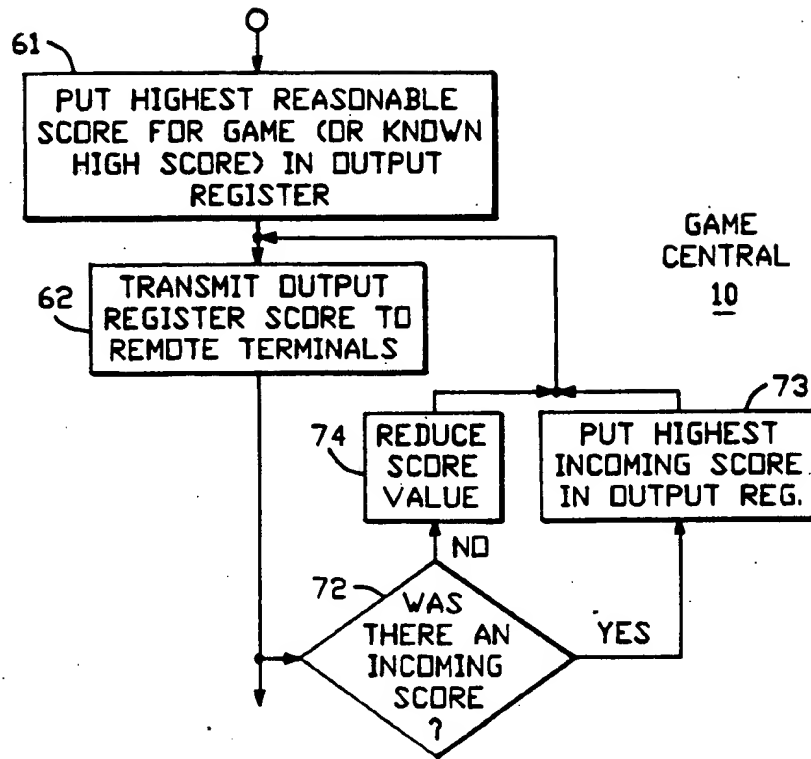 61
PUT HIGHEST REASONABLE
SCORE FOR GAME (OR KNOWN
HIGH SCORE) IN OUTPUT
REGISTER
GAME
CENTRAL
10
62
TRANSMIT OUTPUT
REGISTER SCORE TO
REMOTE TERMINALS
73
74
REDUCE
SCORE
VALUE
PUT HIGHEST
INCOMING SCORE
IN OUTPUT REG.
NO
72
WAS
THERE AN
INCOMING
SCORE
?
YES